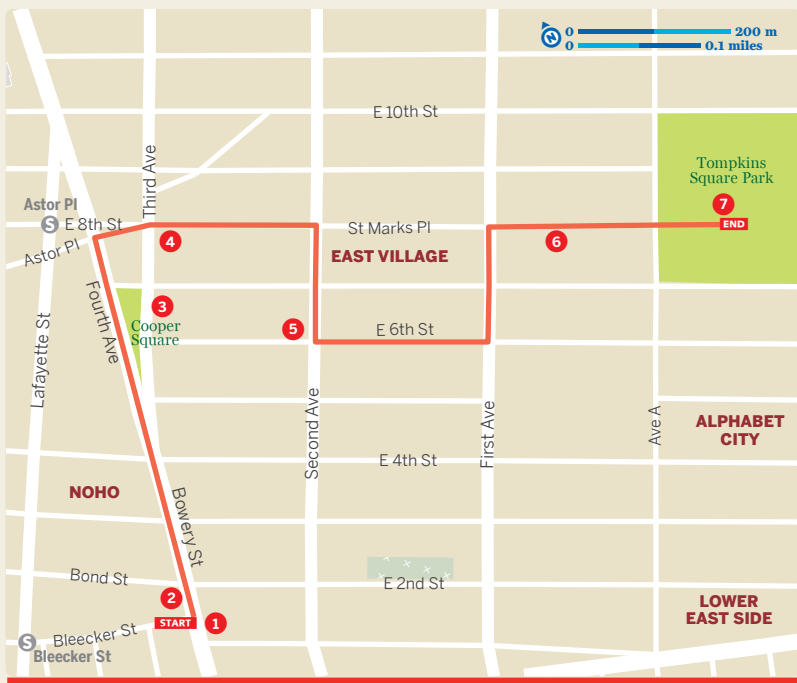 0
200 m
N
0
0.1 miles
E 10th St
Third Ave
Tompkins
Square Park
Astor Pl
S
E 8th St
7
END
St Marks Pl
4
6
Astor Pl
EAST VILLAGE
Fourth Ave
3
Cooper
Square
5
E 6th St
Lafayette St
Second Ave
First Ave
Ave A
ALPHABET
CITY
E 4th St
NOHO
Bowery St
Bond St
E 2nd St
2
START
1
LOWER
EAST SIDE
S
Bleecker St
Bleecker St